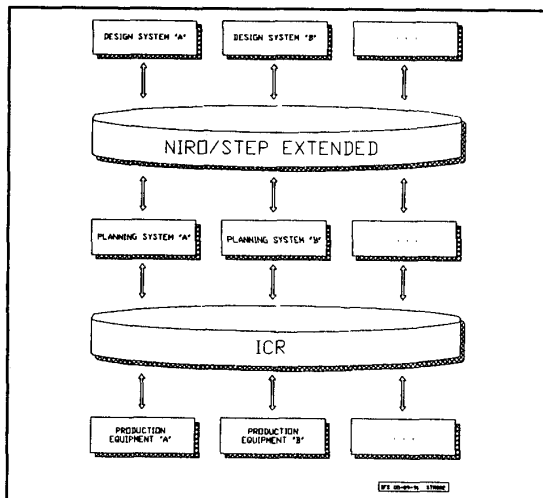 DESIGN SYSTEM "A"
DESIGN SYSTEM "B"
. . .
NIRO/STEP EXTENDED
PLANNING SYSTEM "A"
PLANNING SYSTEM "B"
. . .
ICR
PRODUCTION
EQUIPMENT "A"
PRODUCTION
EQUIPMENT "B"
. . .